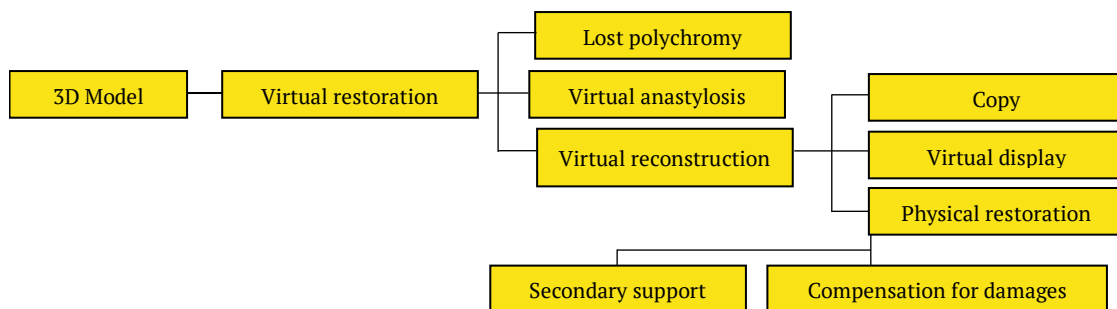 Lost polychromy
3D Model
Virtual restoration
Virtual anastylosis
Copy
Virtual reconstruction
Virtual display
Physical restoration
Secondary support
Compensation for damages